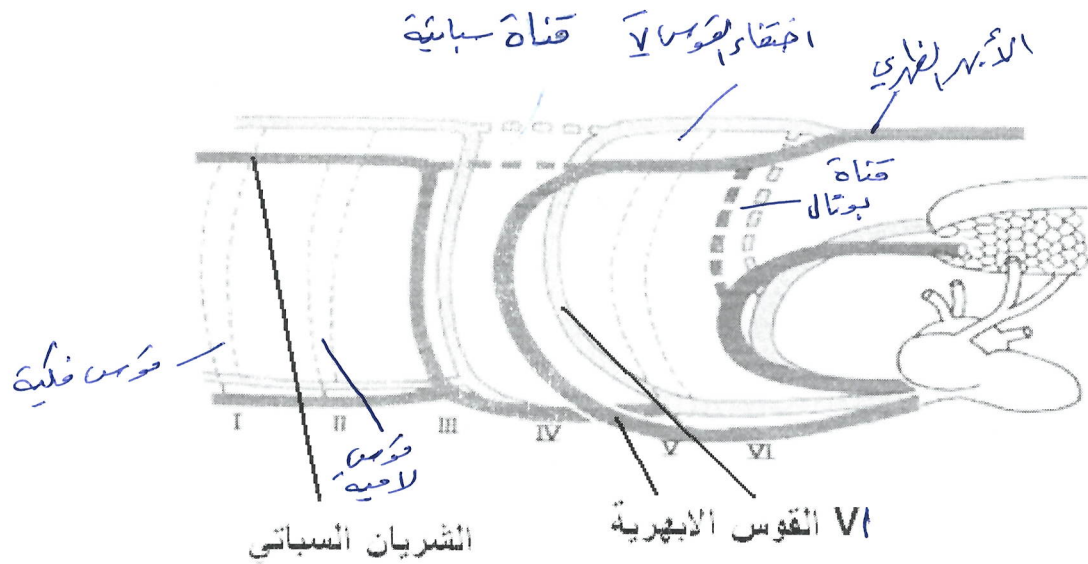 قناة سباتية
اختفاء القوس V
الأبهر الظهري
قناة
بوتال
قوس فكية
I
II
III
IV
V
VI
قوس
لامية
الشريان السباتي
VI القوس الابهرية